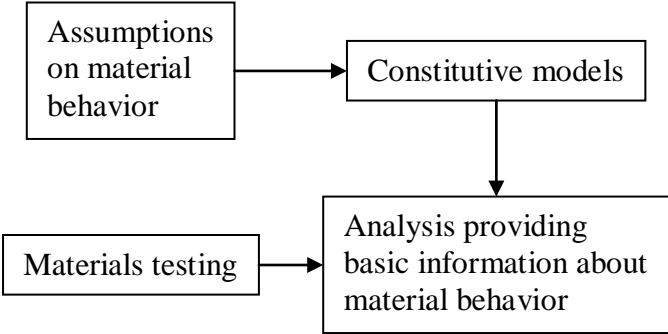 Assumptions
on material
behavior
Constitutive models
Analysis providing
basic information about
material behavior
Materials testing